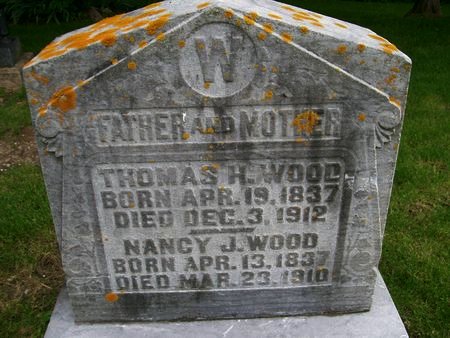 W
FATHER AND MOTHER
THOMAS H. WOOD
BORN APR. 19, 1837
DIED DEC. 3, 1912
NANCY J. WOOD
BORN APR. 13, 1837
DIED MAR. 23, 1910